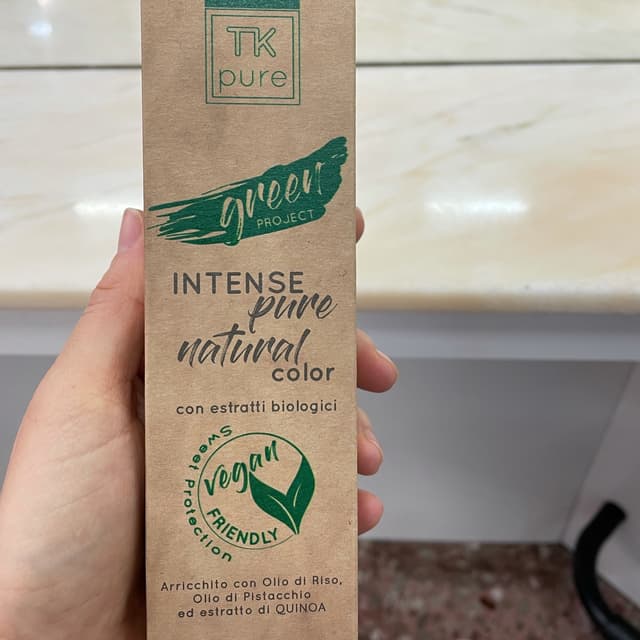 TK
pure
green
PROJECT
INTENSE
pure
natural
color
con estratti biologici
Sweet Protection
vegan
FRIENDLY
Arricchito con Olio di Riso,
Olio di Pistacchio
ed estratto di QUINOA